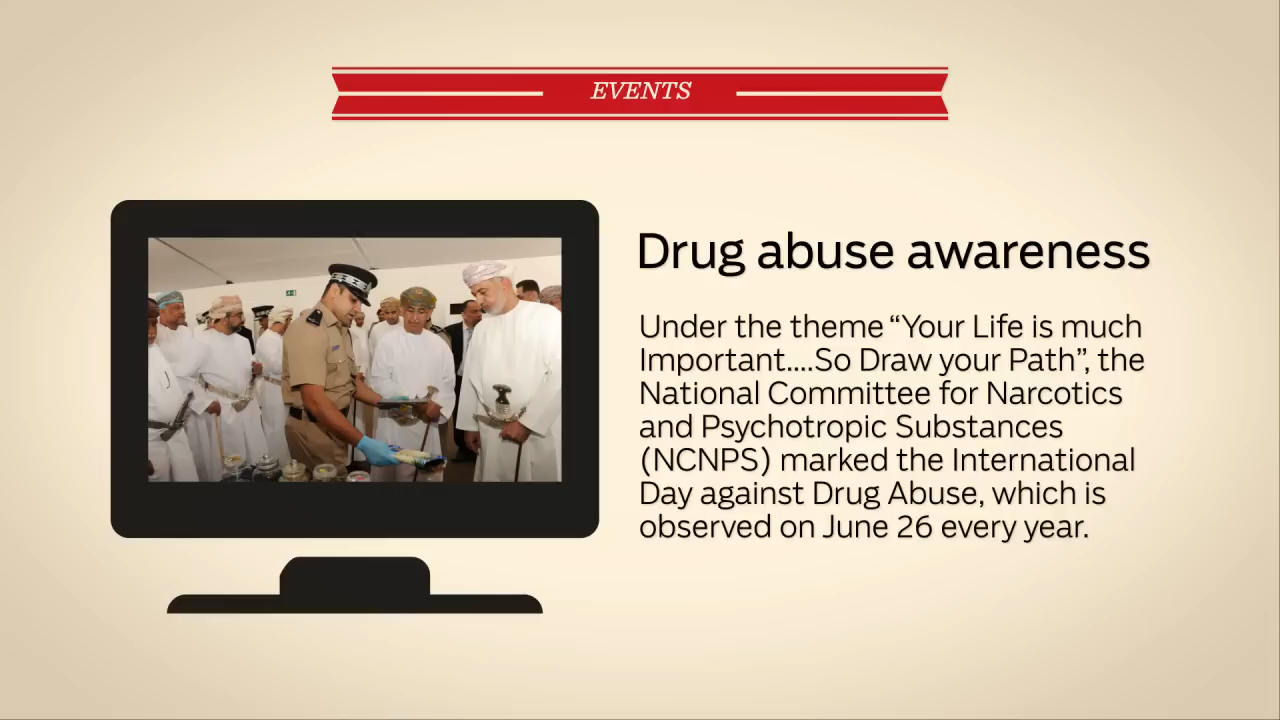 EVENTS
Drug abuse awareness
Under the theme “Your Life is much
Important....So Draw your Path”, the
National Committee for Narcotics
and Psychotropic Substances
(NCNPS) marked the International
Day against Drug Abuse, which is
observed on June 26 every year.